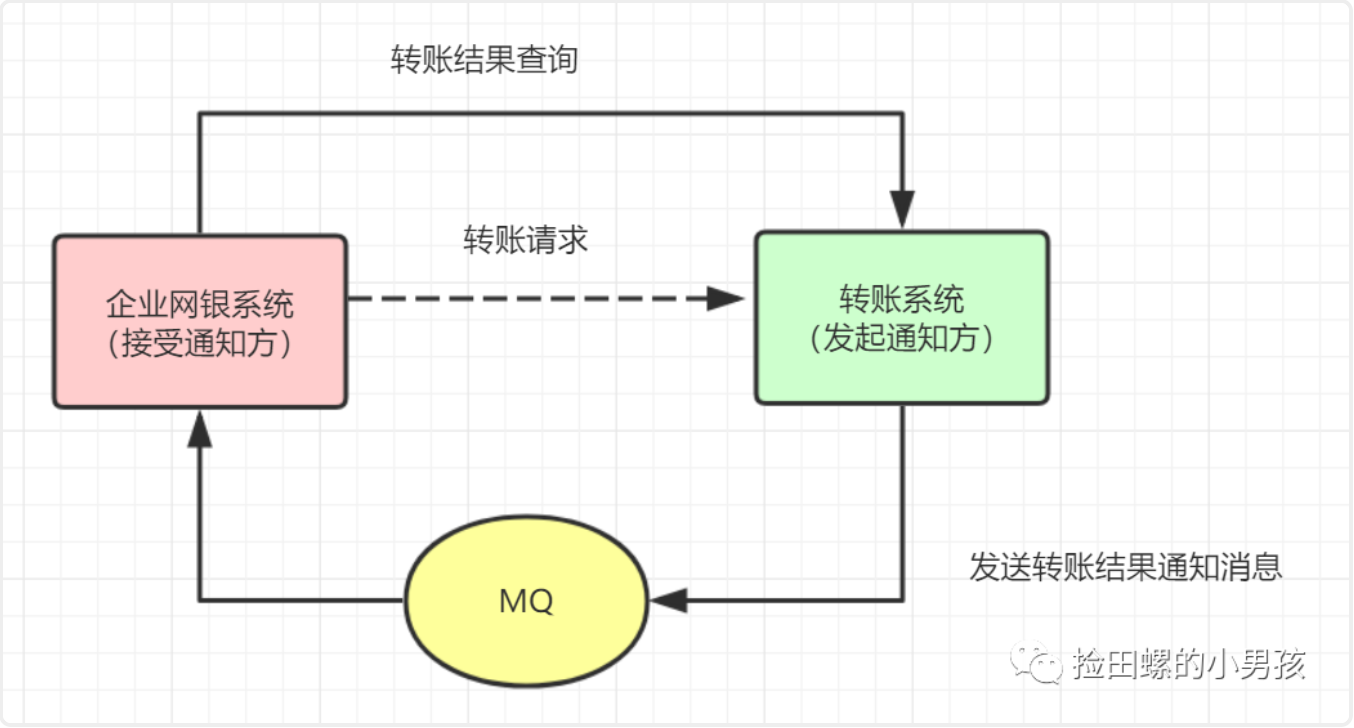 转账结果查询
转账请求
企业网银系统
（接受通知方）
转账系统
（发起通知方）
MQ
发送转账结果通知消息
捡田螺的小男孩